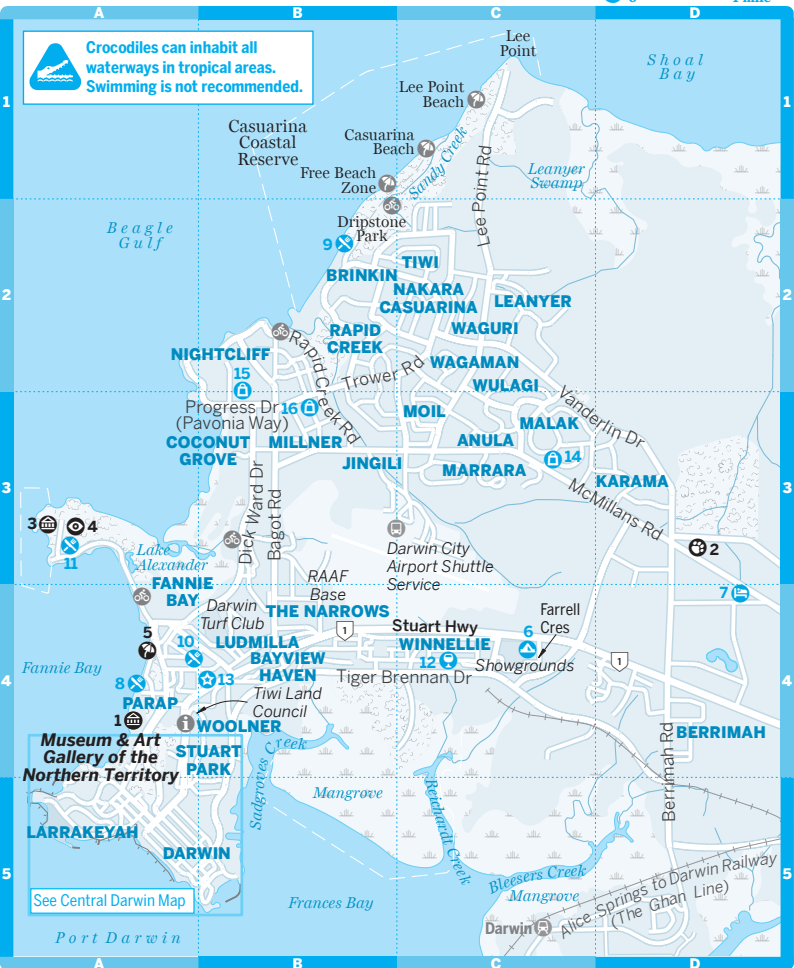 A
B
C
D
Crocodiles can inhabit all
waterways in tropical areas.
Swimming is not recommended.
Lee
Point
Shoal
Bay
Lee Point
Beach
1
1
Casuarina
Coastal
Reserve
Casuarina
Beach
Sandy Creek
Lee Point Rd
Leanyer
Swamp
Free Beach
Zone
Beagle
Gulf
Dripstone
Park
9
TIWI
BRINKIN
NAKARA
CASUARINA
LEANYER
2
2
RAPID
CREEK
WAGURI
NIGHTCLIFF
Rapid Creek Rd
Trower Rd
WAGAMAN
15
WULAGI
Progress Dr
(Pavonia Way)
16
MOIL
Vanderlin Dr
MALAK
COCONUT
GROVE
MILLNER
ANULA
JINGILI
MARRARA
14
KARAMA
3
3
Dick Ward Dr
Bagot Rd
McMillans Rd
3
4
11
Lake
Alexander
Darwin City
Airport Shuttle
Service
2
FANNIE
BAY
RAAF
Base
7
Darwin
Turf Club
THE NARROWS
Farrell
Cres
5
1
Stuart Hwy
6
10
LUDMILLA
WINNELLIE
BAYVIEW
HAVEN
12
Showgrounds
1
Fannie Bay
4
4
8
13
Tiger Brennan Dr
PARAP
Tiwi Land
Council
1
i
WOOLNER
BERRIMAH
Museum & Art
Gallery of the
Northern Territory
STUART
PARK
Sadgroves Creek
Berrimah Rd
Mangrove
Reichardt Creek
LARRAKEYAH
DARWIN
5
5
Bleesers Creek
Mangrove
See Central Darwin Map
Frances Bay
Alice Springs to Darwin Railway
(The Ghan Line)
Darwin
Port Darwin
A
B
C
D